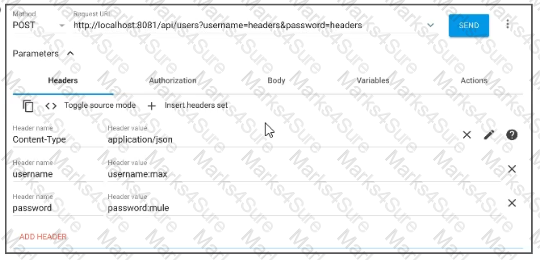 Method Request URL
POST http://localhost:8081/api/users?username=headers&password=headers SEND
Parameters
Headers Authorization Body Variables Actions
<> Toggle source mode + Insert headers set
Header name Header value
Content-Type application/json
Header name Header value
username username:max
Header name Header value
password password:mule
ADD HEADER
Marks4Sure